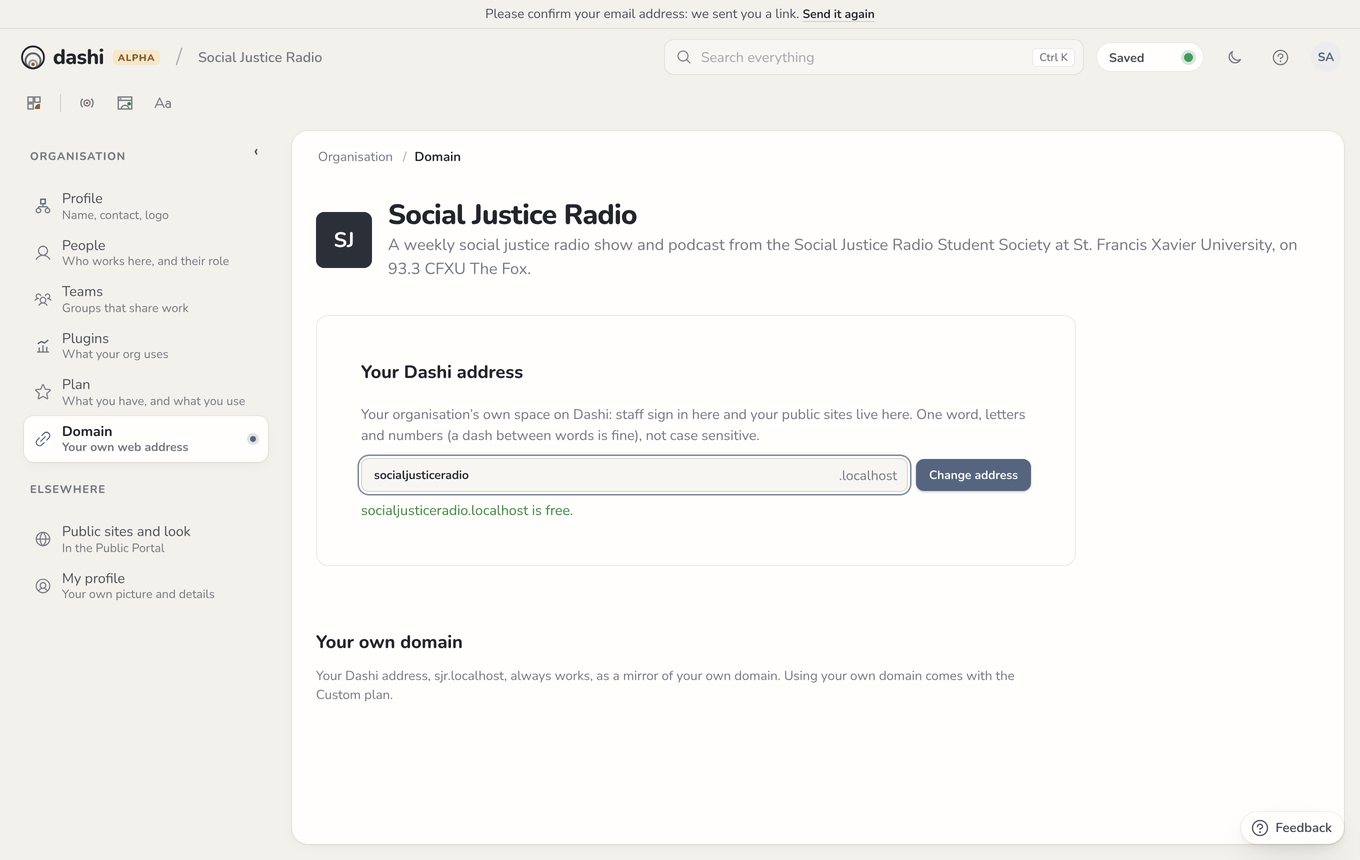 Please confirm your email address: we sent you a link. Send it again
dashi ALPHA / Social Justice Radio
Search everything Ctrl K
Saved
SA
Aa
ORGANISATION
Profile
Name, contact, logo
People
Who works here, and their role
Teams
Groups that share work
Plugins
What your org uses
Plan
What you have, and what you use
Domain
Your own web address
ELSEWHERE
Public sites and look
In the Public Portal
My profile
Your own picture and details
Organisation / Domain
SJ
Social Justice Radio
A weekly social justice radio show and podcast from the Social Justice Radio Student Society at St. Francis Xavier University, on
93.3 CFXU The Fox.
Your Dashi address
Your organisation's own space on Dashi: staff sign in here and your public sites live here. One word, letters
and numbers (a dash between words is fine), not case sensitive.
socialjusticeradio .localhost
Change address
socialjusticeradio.localhost is free.
Your own domain
Your Dashi address, sjr.localhost, always works, as a mirror of your own domain. Using your own domain comes with the
Custom plan.
Feedback